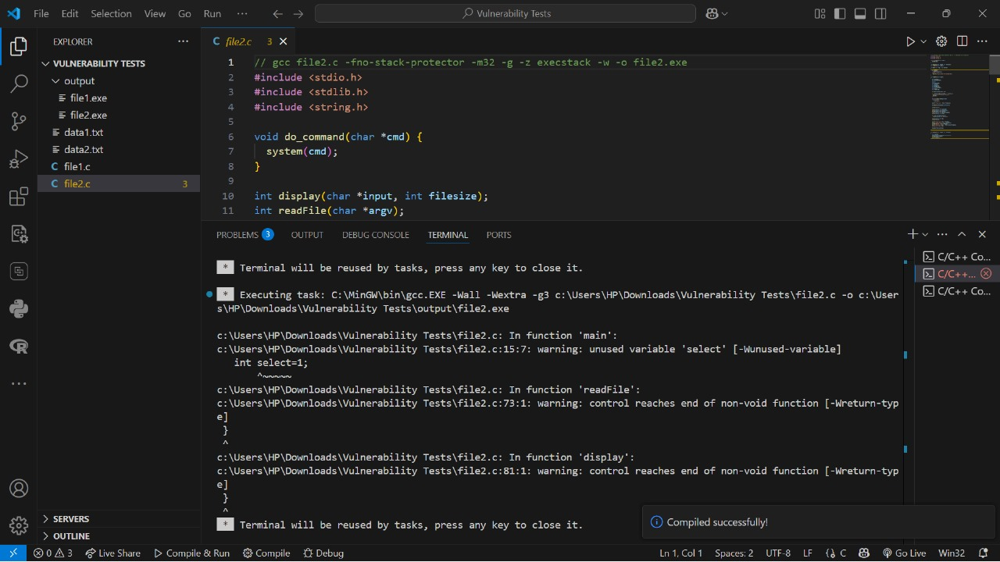 File Edit Selection View Go Run ··· Vulnerability Tests
EXPLORER
VULNERABILITY TESTS
output
file1.exe
file2.exe
data1.txt
data2.txt
C file1.c
C file2.c 3
SERVERS
OUTLINE
C file2.c 3
1 // gcc file2.c -fno-stack-protector -m32 -g -z execstack -w -o file2.exe
2 #include <stdio.h>
3 #include <stdlib.h>
4 #include <string.h>
5
6 void do_command(char *cmd) {
7 system(cmd);
8 }
9
10 int display(char *input, int filesize);
11 int readFile(char *argv);
PROBLEMS 3 OUTPUT DEBUG CONSOLE TERMINAL PORTS
* Terminal will be reused by tasks, press any key to close it.
* Executing task: C:\MinGW\bin\gcc.EXE -Wall -Wextra -g3 c:\Users\HP\Downloads\Vulnerability Tests\file2.c -o c:\User
s\HP\Downloads\Vulnerability Tests\output\file2.exe
c:\Users\HP\Downloads\Vulnerability Tests\file2.c: In function 'main':
c:\Users\HP\Downloads\Vulnerability Tests\file2.c:15:7: warning: unused variable 'select' [-Wunused-variable]
int select=1;
^~~~~~
c:\Users\HP\Downloads\Vulnerability Tests\file2.c: In function 'readFile':
c:\Users\HP\Downloads\Vulnerability Tests\file2.c:73:1: warning: control reaches end of non-void function [-Wreturn-typ
e]
}
^
c:\Users\HP\Downloads\Vulnerability Tests\file2.c: In function 'display':
c:\Users\HP\Downloads\Vulnerability Tests\file2.c:81:1: warning: control reaches end of non-void function [-Wreturn-typ
e]
}
^
* Terminal will be reused by tasks, press any key to close it.
C/C++ Co...
C/C++...
C/C++ Co...
Compiled successfully!
0 3 Live Share Compile & Run Compile Debug Ln 1, Col 1 Spaces: 2 UTF-8 LF {} C Go Live Win32